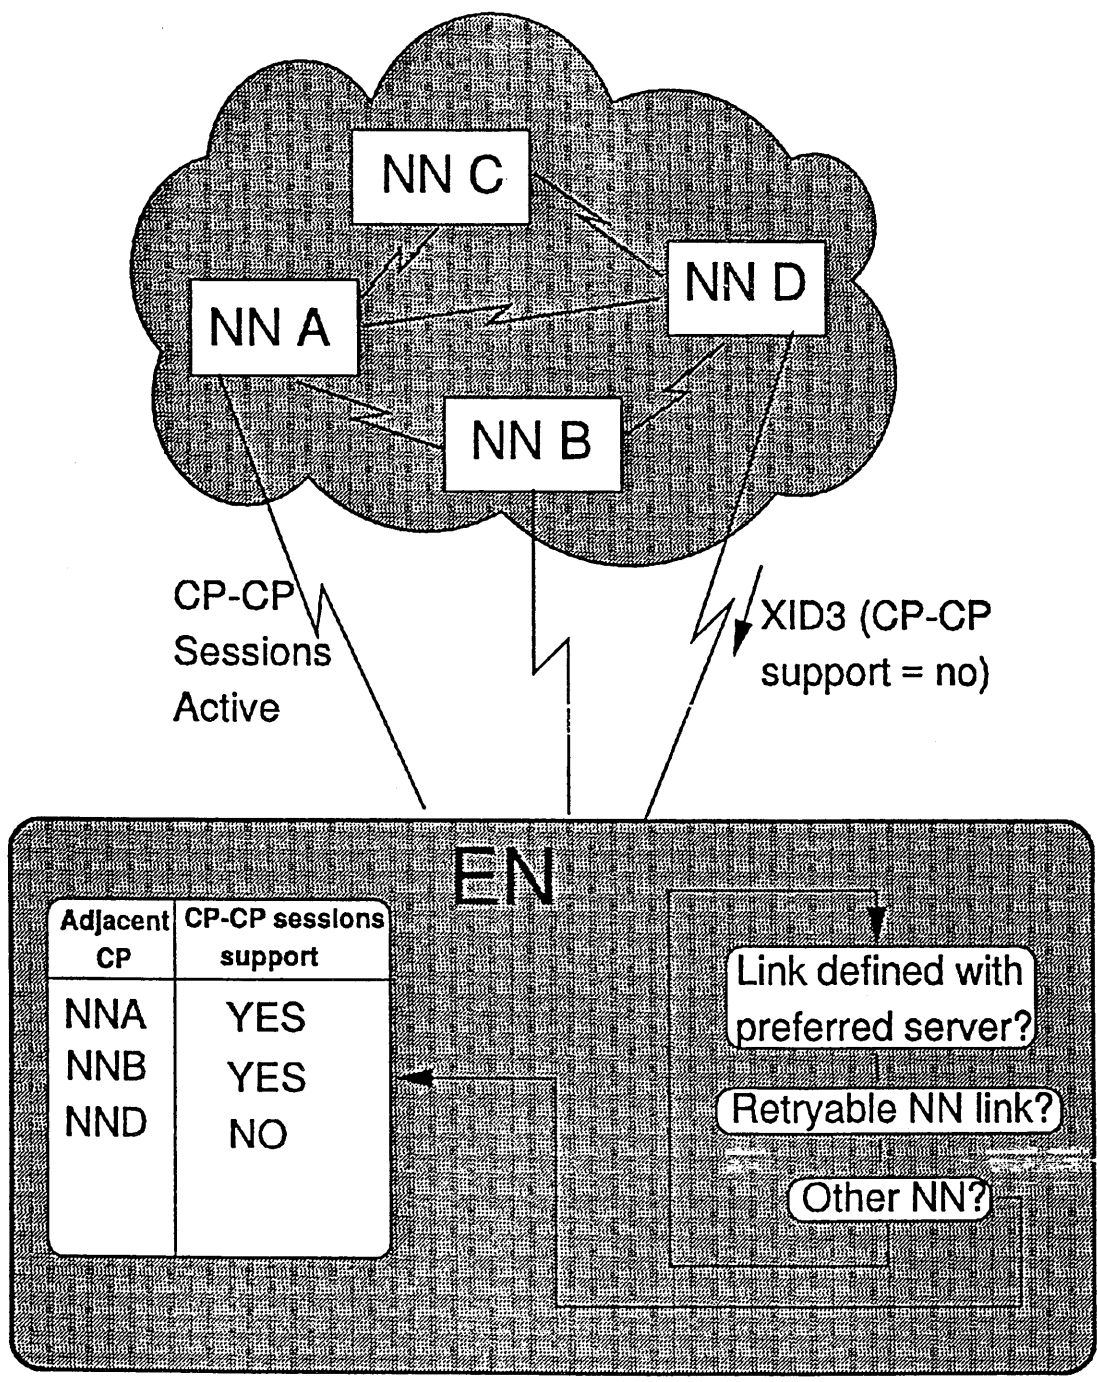 NN C
NN D
NN A
NN B
CP-CP
Sessions
Active
XID3 (CP-CP
support = no)
EN
Adjacent CP-CP sessions
CP support
NNA YES
NNB YES
NND NO
Link defined with
preferred server?
Retryable NN link?
Other NN?